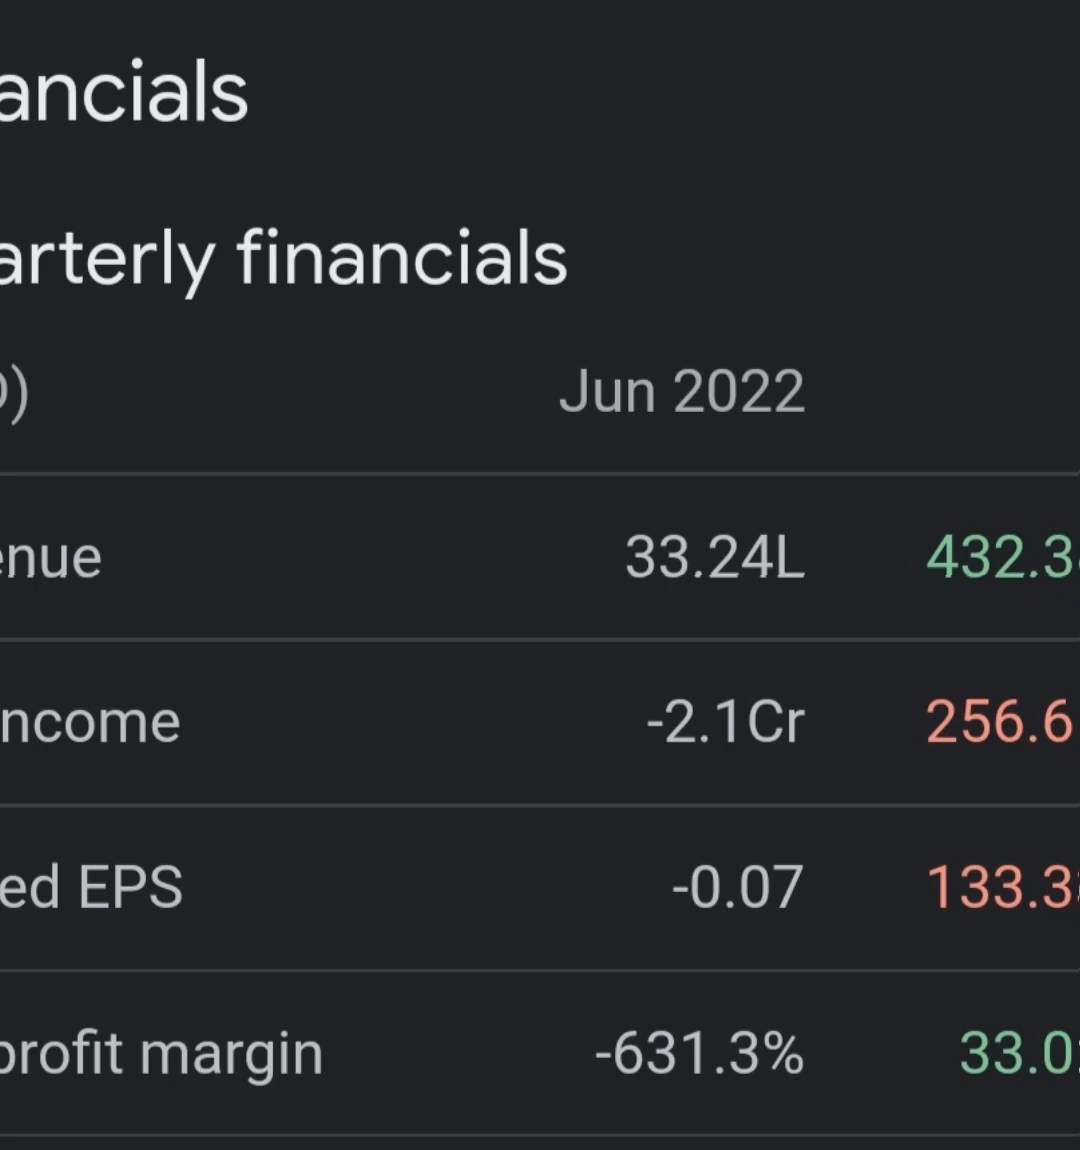 ancials
arterly financials
) Jun 2022
enue 33.24L 432.3
ncome -2.1Cr 256.6
ed EPS -0.07 133.3
profit margin -631.3% 33.0